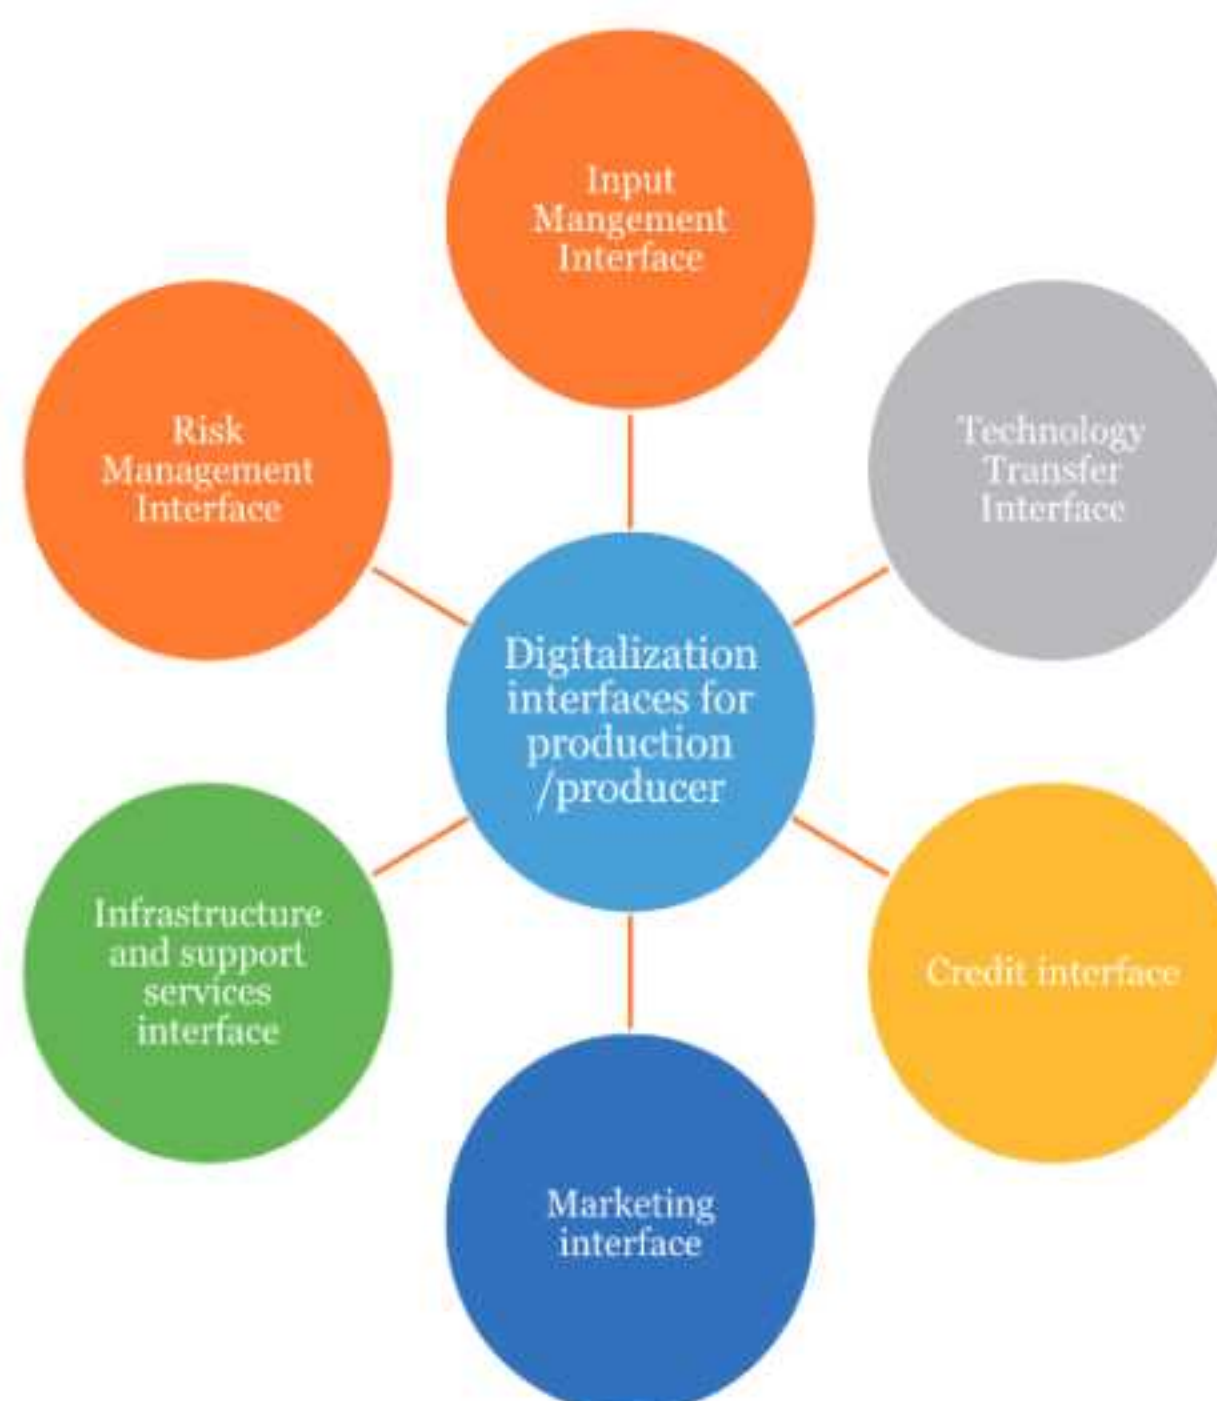 Input
Mangement
Interface
Risk
Management
Interface
Technology
Transfer
Interface
Digitalization
interfaces for
production
/producer
Infrastructure
and support
services
interface
Credit interface
Marketing
interface